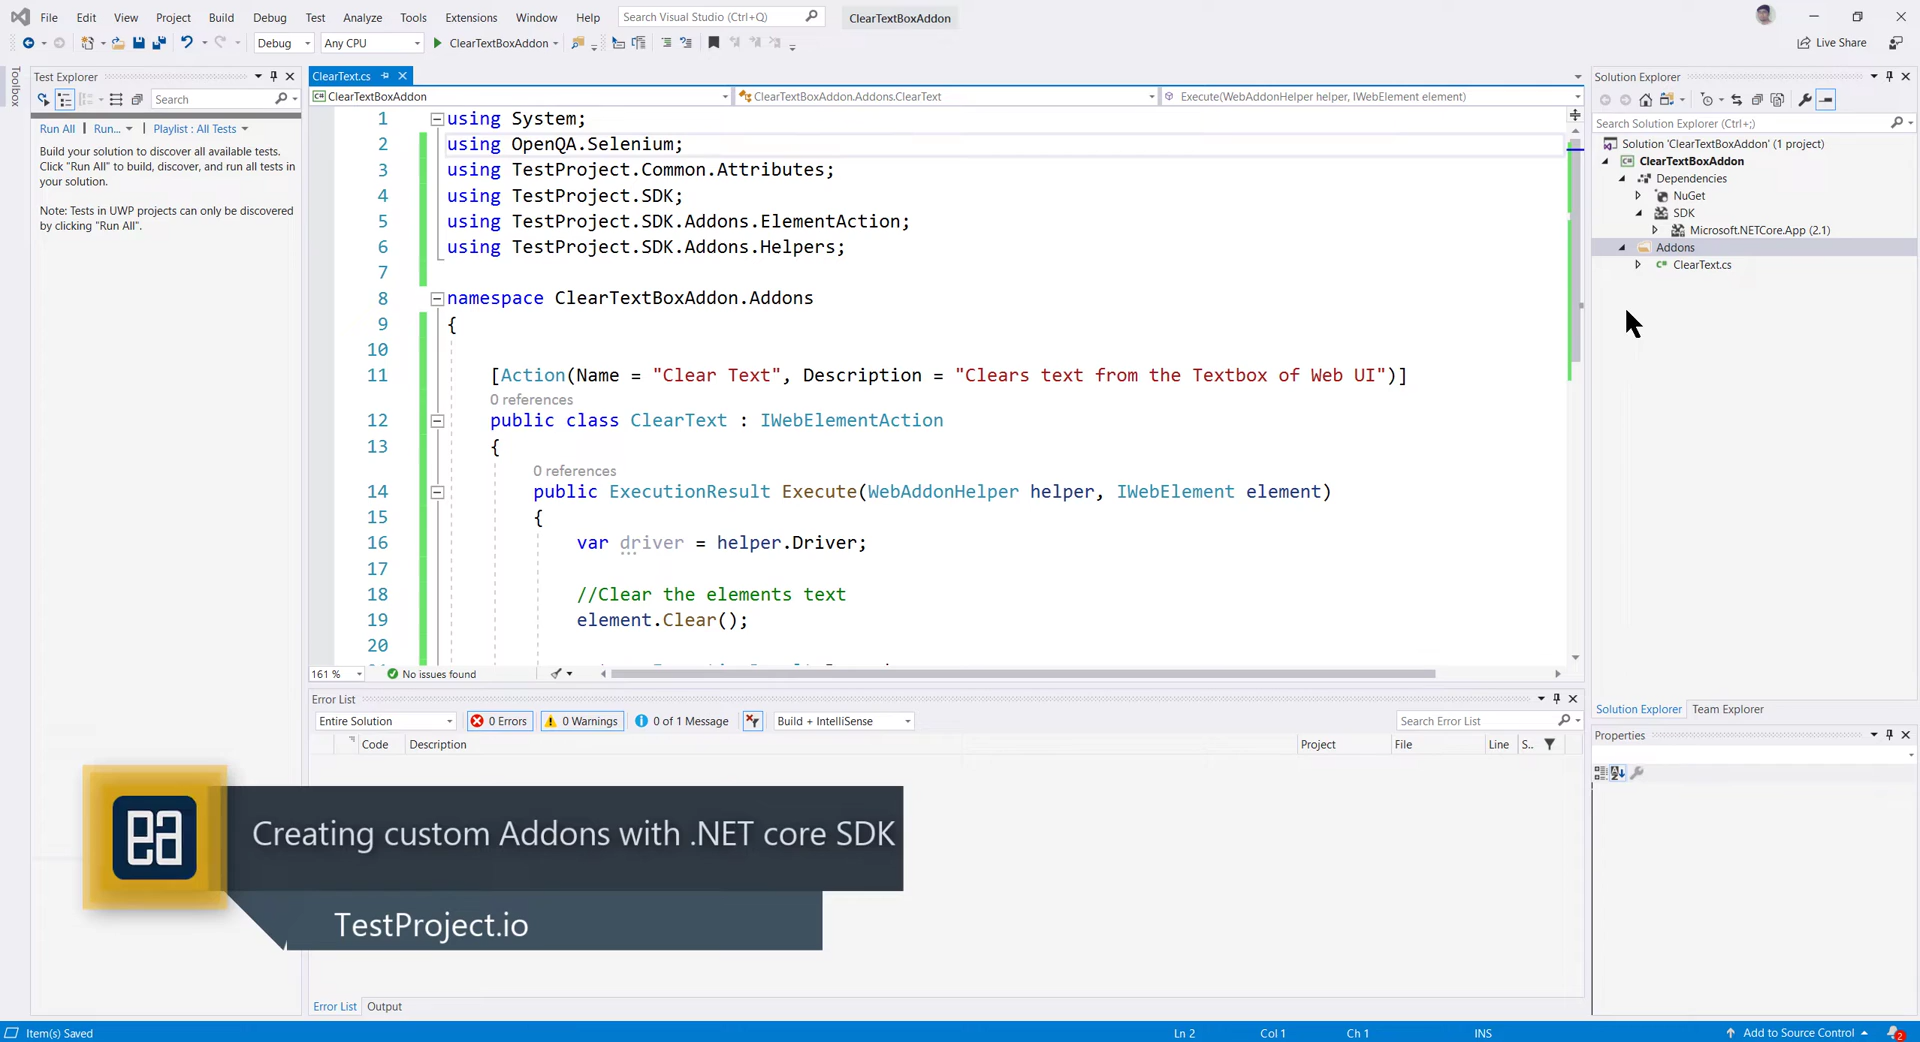 File Edit View Project Build Debug Test Analyze Tools Extensions Window Help Search Visual Studio (Ctrl+Q) ClearTextBoxAddon
Debug Any CPU ClearTextBoxAddon Live Share
Toolbox
Test Explorer
Search
Run All | Run... Playlist : All Tests
Build your solution to discover all available tests.
Click "Run All" to build, discover, and run all tests in
your solution.
Note: Tests in UWP projects can only be discovered
by clicking "Run All".
ClearText.cs
ClearTextBoxAddon ClearTextBoxAddon.Addons.ClearText Execute(WebAddonHelper helper, IWebElement element)
1 using System;
2 using OpenQA.Selenium;
3 using TestProject.Common.Attributes;
4 using TestProject.SDK;
5 using TestProject.SDK.Addons.ElementAction;
6 using TestProject.SDK.Addons.Helpers;
7
8 namespace ClearTextBoxAddon.Addons
9 {
10
11 [Action(Name = "Clear Text", Description = "Clears text from the Textbox of Web UI")]
0 references
12 public class ClearText : IWebElementAction
13 {
0 references
14 public ExecutionResult Execute(WebAddonHelper helper, IWebElement element)
15 {
16 var driver = helper.Driver;
17
18 //Clear the elements text
19 element.Clear();
20
161 % No issues found
Error List
Entire Solution 0 Errors 0 Warnings 0 of 1 Message Build + IntelliSense Search Error List
Code Description Project File Line S..
ea
Creating custom Addons with .NET core SDK
TestProject.io
Error List Output
Solution Explorer
Search Solution Explorer (Ctrl+;)
Solution 'ClearTextBoxAddon' (1 project)
ClearTextBoxAddon
Dependencies
NuGet
SDK
Microsoft.NETCore.App (2.1)
Addons
ClearText.cs
Solution Explorer Team Explorer
Properties
Item(s) Saved Ln 2 Col 1 Ch 1 INS Add to Source Control 2